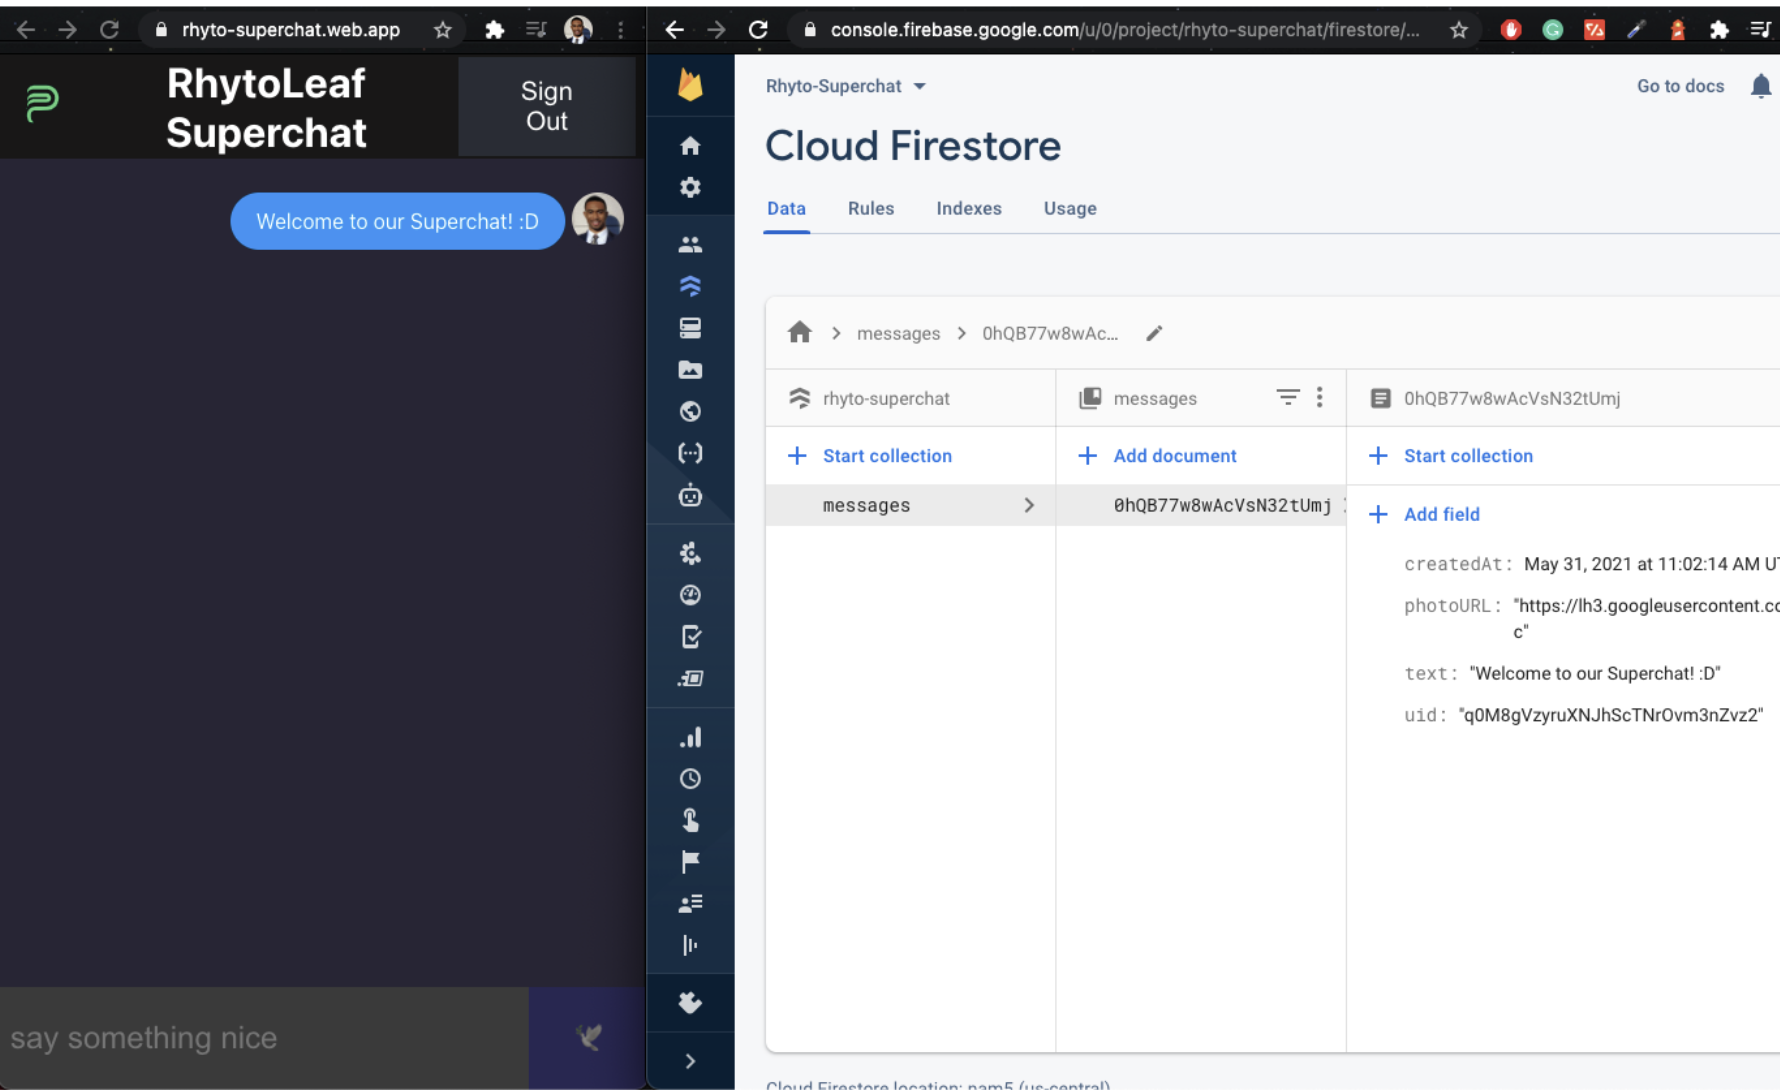 rhyto-superchat.web.app
RhytoLeaf
Superchat
Sign
Out
Welcome to our Superchat! :D
say something nice
console.firebase.google.com/u/0/project/rhyto-superchat/firestore/...
Rhyto-Superchat
Go to docs
Cloud Firestore
Data Rules Indexes Usage
messages 0hQB77w8wAc...
rhyto-superchat messages 0hQB77w8wAcVsN32tUmj
Start collection Add document Start collection
messages 0hQB77w8wAcVsN32tUmj
Add field
createdAt: May 31, 2021 at 11:02:14 AM
photoURL: "https://lh3.googleusercontent.co
c"
text: "Welcome to our Superchat! :D"
uid: "q0M8gVzyruXNJhScTNrOvm3nZvz2"
Cloud Firestore location: nam5 (us-central)